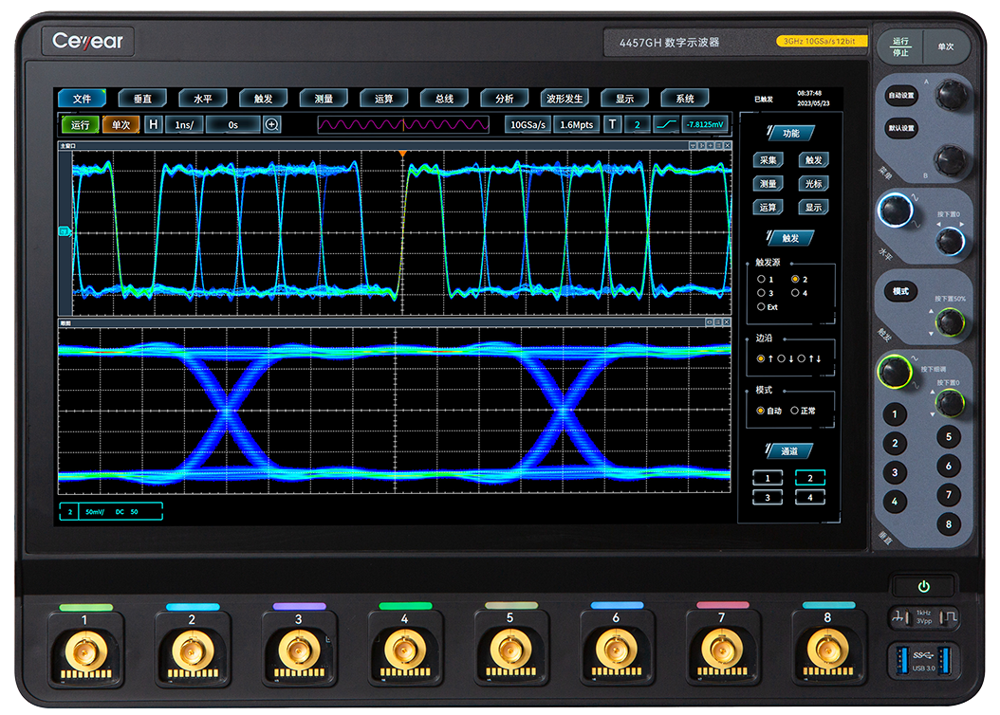 Ceyear
4457GH 数字示波器
3GHz 10GSa/s 12bit
运行
停止
单次
文件 垂直 水平 触发 测量 运算 总线 分析 波形发生 显示 系统
已触发
08:37:48
2023/05/23
运行 单次 H 1ns/ 0s
10GSa/s 1.6Mpts T 2 -7.8125mV
主窗口
眼图
2 50mV/ DC 50
功能
采集 触发
测量 光标
运算 显示
触发
触发源
1 2
3 4
Ext
边沿
↑ ↓ ↑↓
模式
自动 正常
通道
1 2
3 4
自动设置
A
默认设置
B
菜单
按下置0
水平
模式
按下置50%
触发
按下细调
按下置0
1
2
3
4
5
6
7
8
垂直
1 2 3 4 5 6 7 8
1kHz
3Vpp
SS
USB 3.0